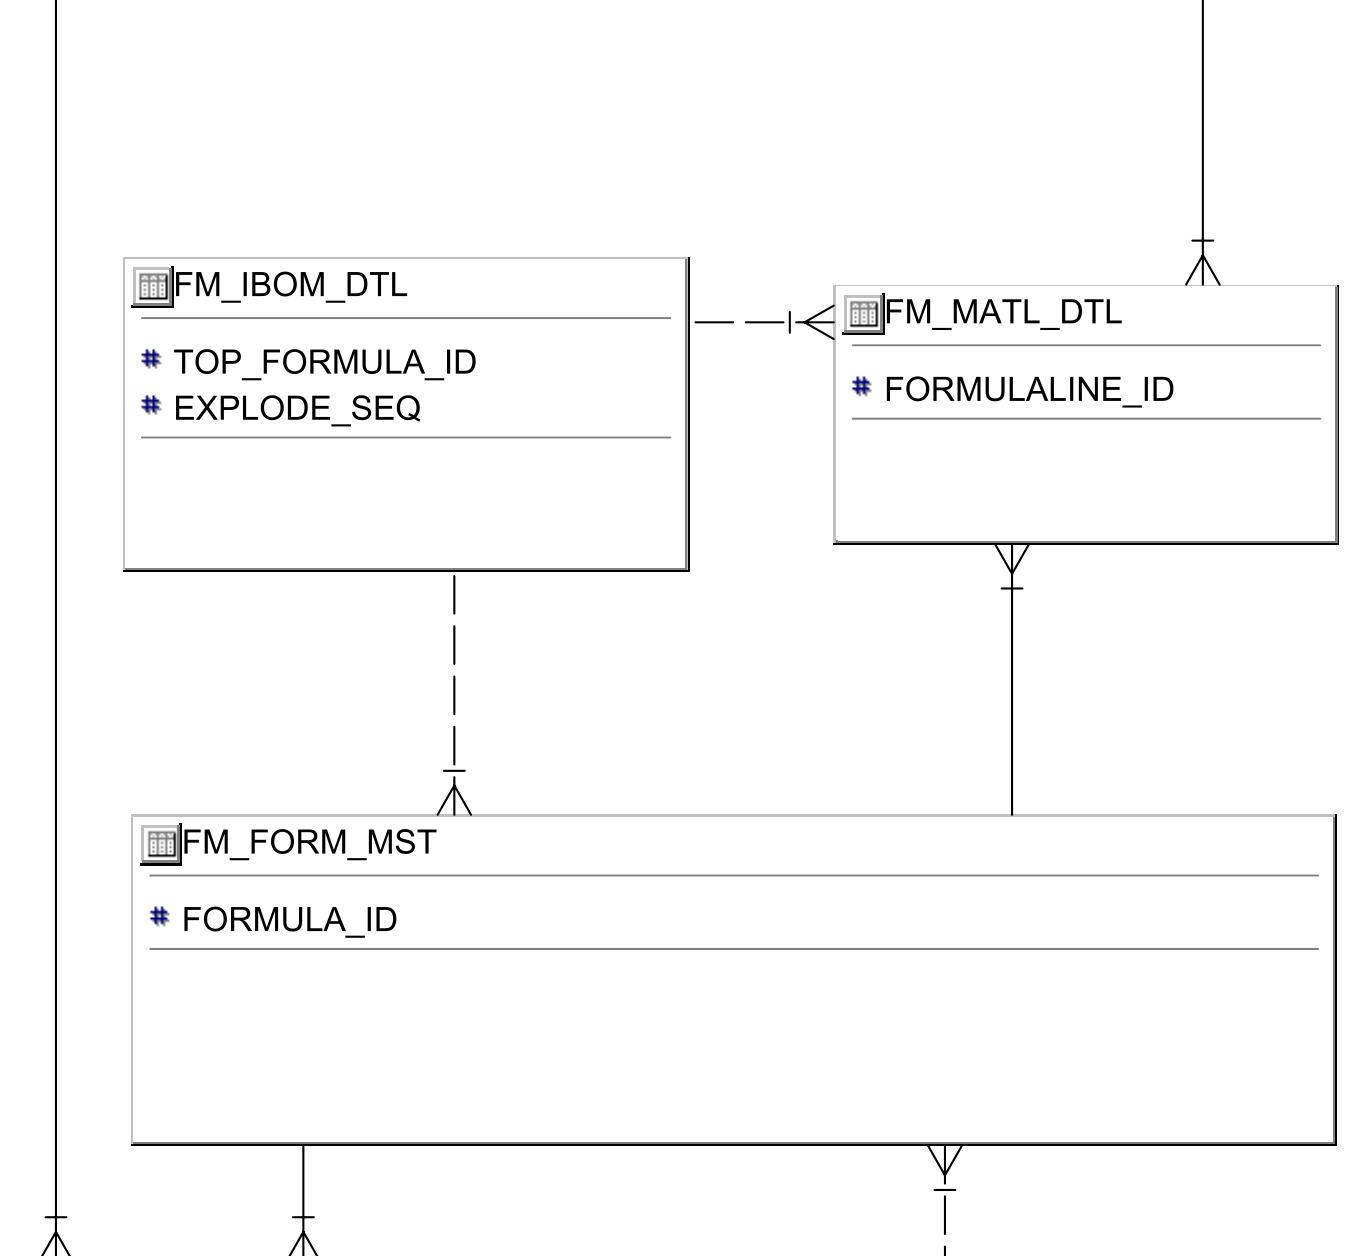 FM_IBOM_DTL
# TOP_FORMULA_ID
# EXPLODE_SEQ
FM_MATL_DTL
# FORMULALINE_ID
FM_FORM_MST
# FORMULA_ID